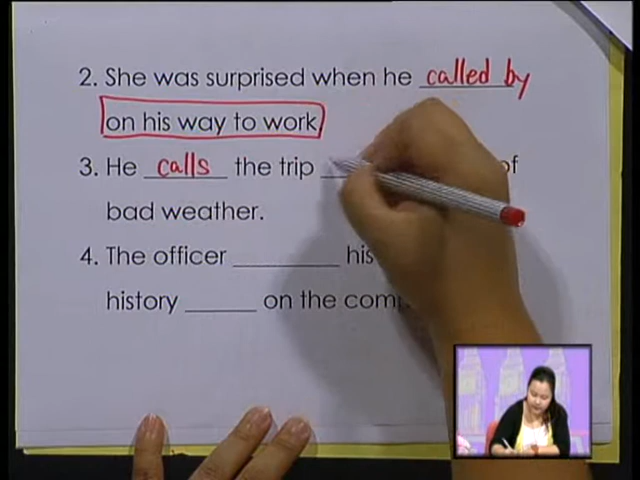 2. She was surprised when he called by
on his way to work
3. He calls the trip of
bad weather.
4. The officer his
history on the comp